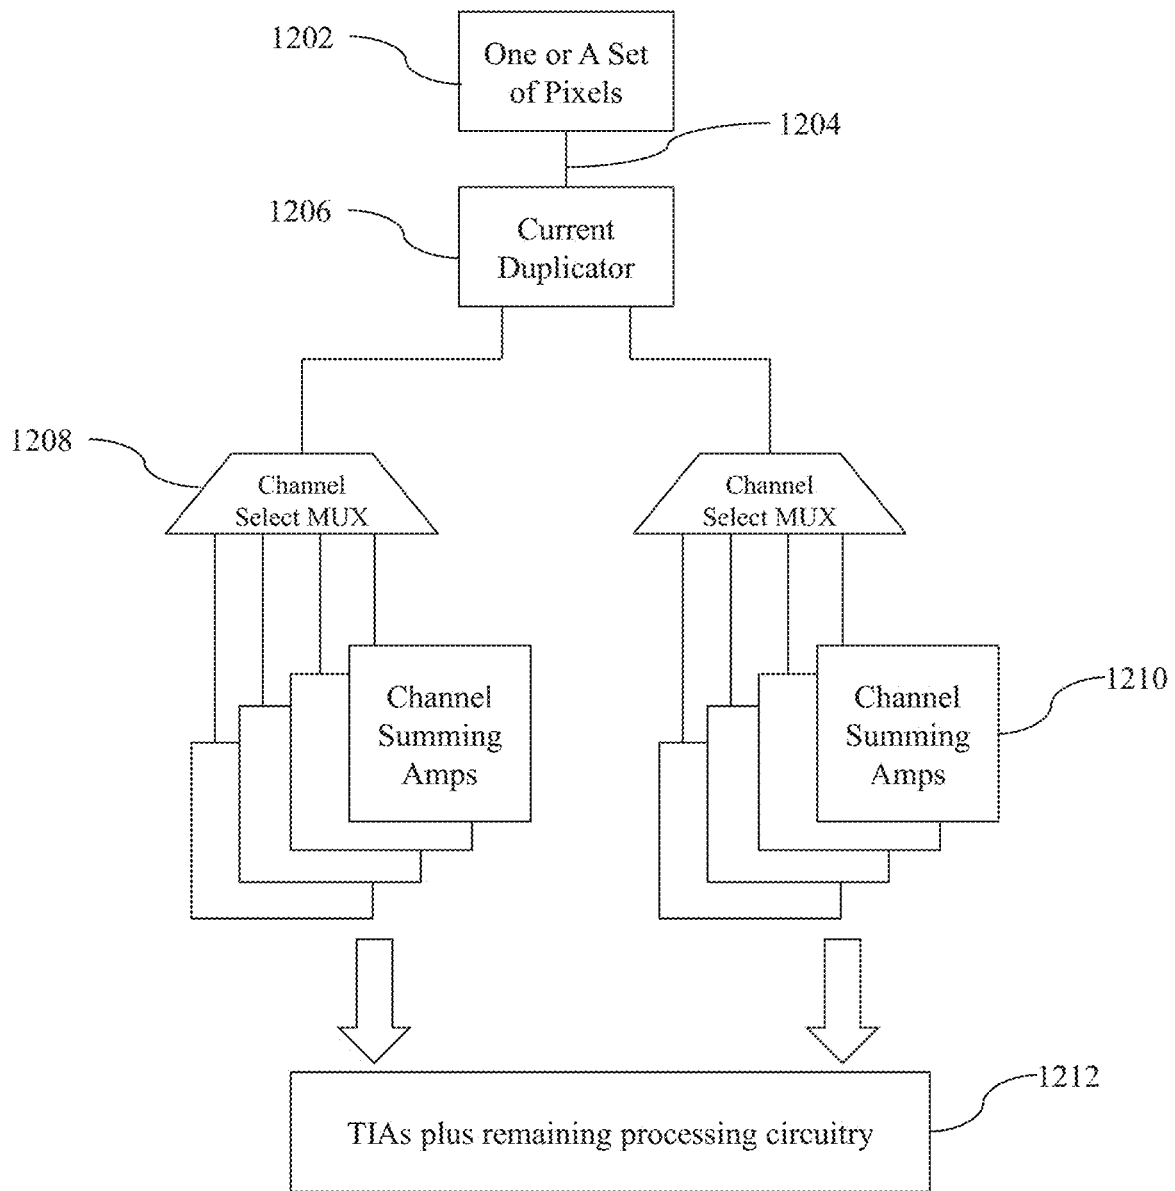 1202
One or A Set
of Pixels
1204
1206
Current
Duplicator
1208
Channel
Select MUX
Channel
Select MUX
Channel
Summing
Amps
Channel
Summing
Amps
1210
1212
TIAs plus remaining processing circuitry